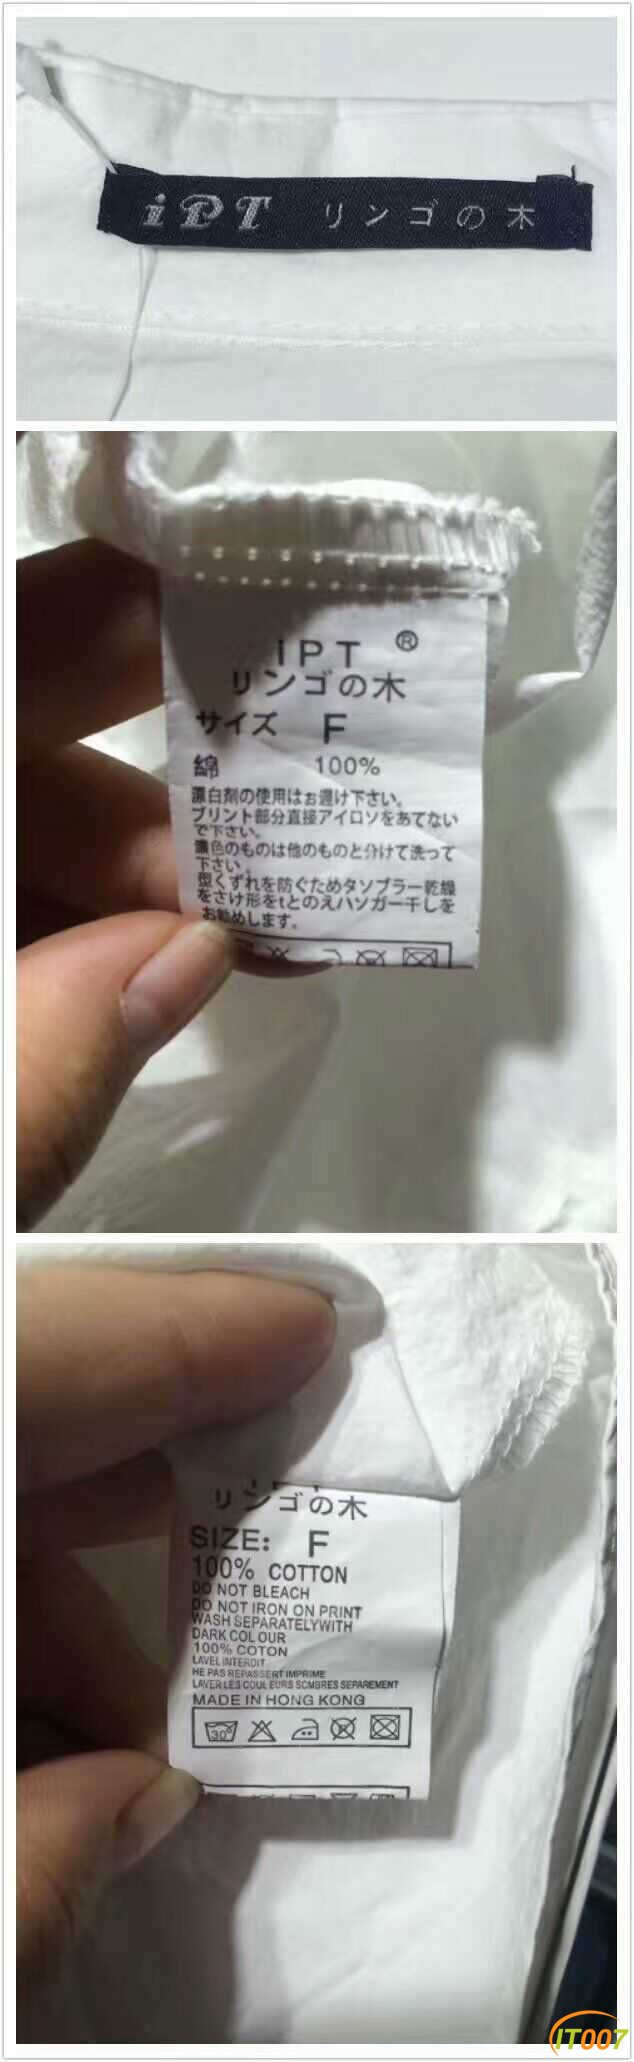 iPT リンゴの木
iPT ®
リンゴの木
サイズ F
綿 100%
漂白剤の使用はぉ避け下さい。
プリント部分直接アイロソをあてない
で下さい。
濃色のものは他のものと分けて洗って
下さい。
型くずれを防ぐためタソブラー乾燥
をさけ形をtとのえハソガー干しを
お勧めします。
リンゴの木
SIZE: F
100% COTTON
DO NOT BLEACH
DO NOT IRON ON PRINT
WASH SEPARATELYWITH
DARK COLOUR
100% COTON
LAVEL INTERDIT
HE PAS REPASSERT IMPRIME
LAVER LES COULEURS SCMBRES SEPAREMENT
MADE IN HONG KONG
30°
IT007